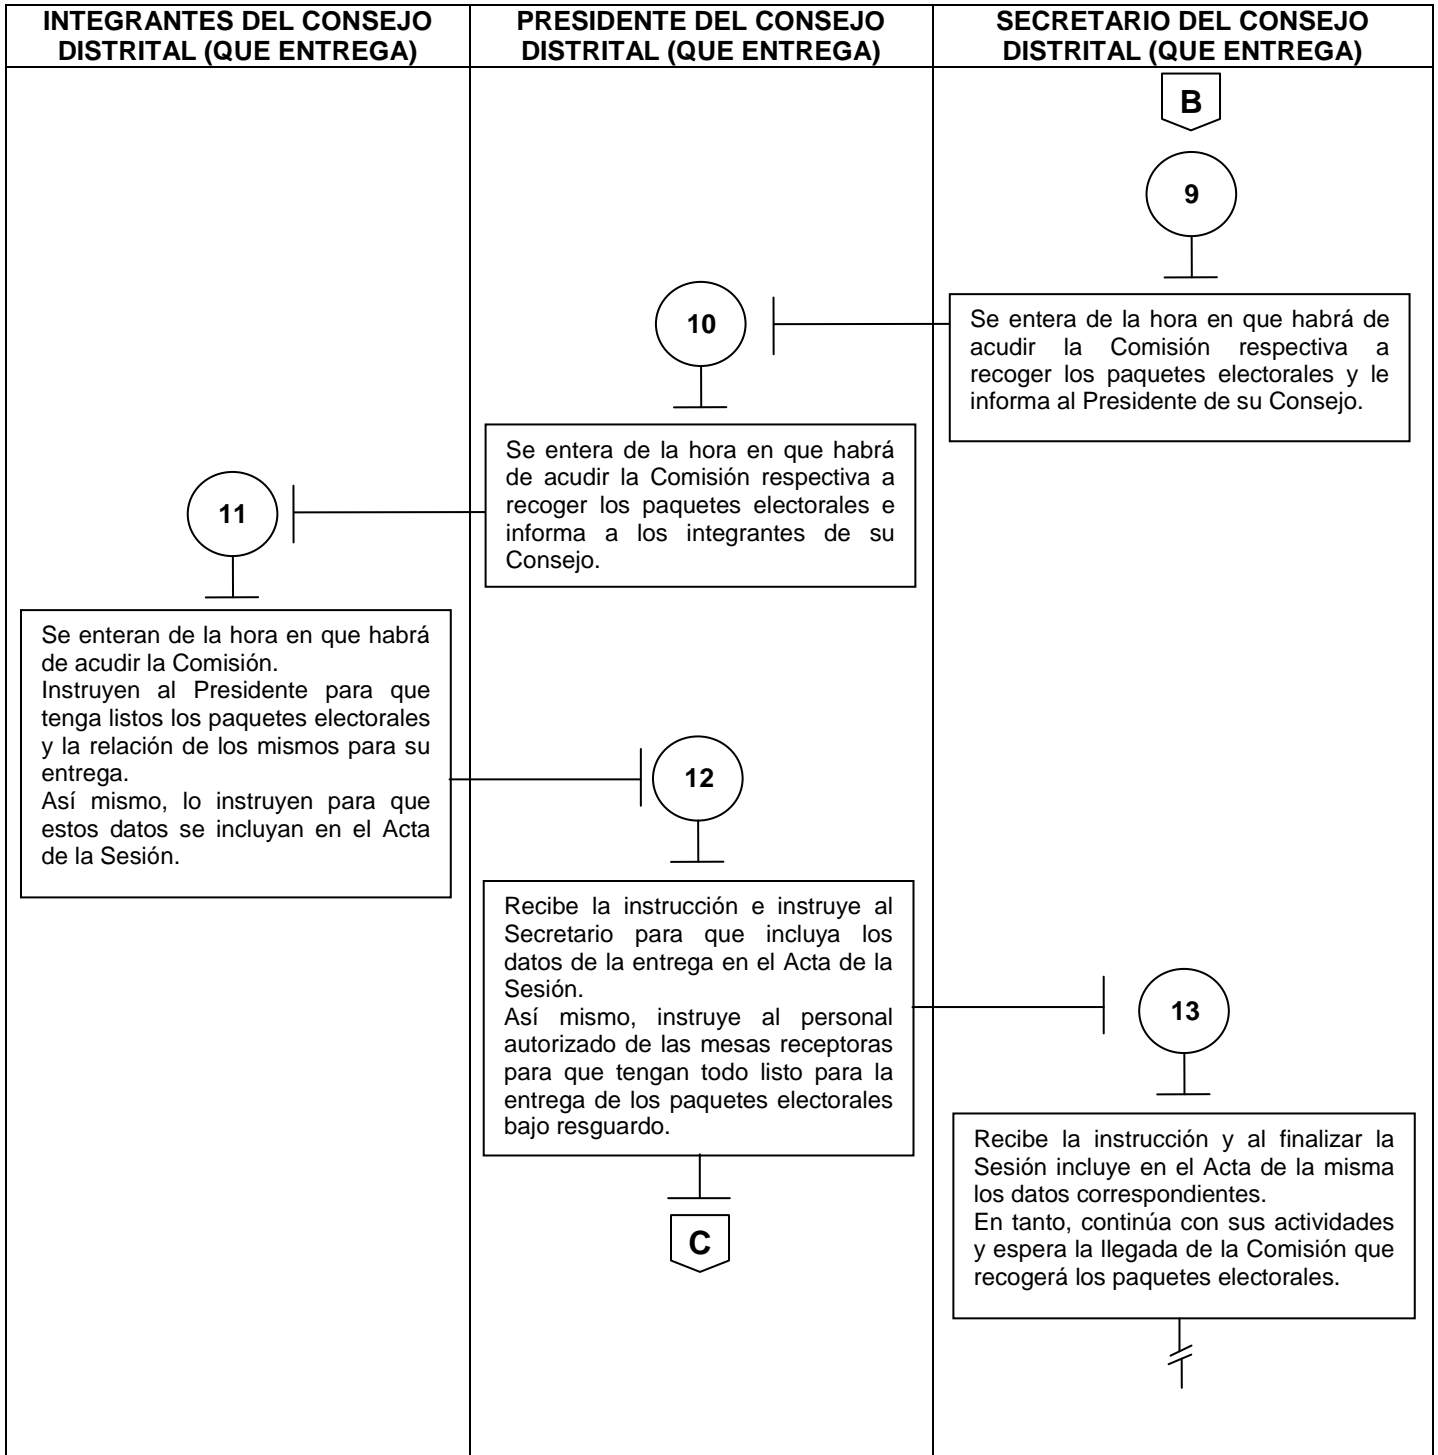 INTEGRANTES DEL CONSEJO
DISTRITAL (QUE ENTREGA)
PRESIDENTE DEL CONSEJO
DISTRITAL (QUE ENTREGA)
SECRETARIO DEL CONSEJO
DISTRITAL (QUE ENTREGA)
B
9
Se entera de la hora en que habrá de
acudir la Comisión respectiva a
recoger los paquetes electorales y le
informa al Presidente de su Consejo.
10
Se entera de la hora en que habrá
de acudir la Comisión respectiva a
recoger los paquetes electorales e
informa a los integrantes de su
Consejo.
11
Se enteran de la hora en que habrá
de acudir la Comisión.
Instruyen al Presidente para que
tenga listos los paquetes electorales
y la relación de los mismos para su
entrega.
Así mismo, lo instruyen para que
estos datos se incluyan en el Acta
de la Sesión.
12
Recibe la instrucción e instruye al
Secretario para que incluya los
datos de la entrega en el Acta de la
Sesión.
Así mismo, instruye al personal
autorizado de las mesas receptoras
para que tengan todo listo para la
entrega de los paquetes electorales
bajo resguardo.
C
13
Recibe la instrucción y al finalizar la
Sesión incluye en el Acta de la misma
los datos correspondientes.
En tanto, continúa con sus actividades
y espera la llegada de la Comisión que
recogerá los paquetes electorales.